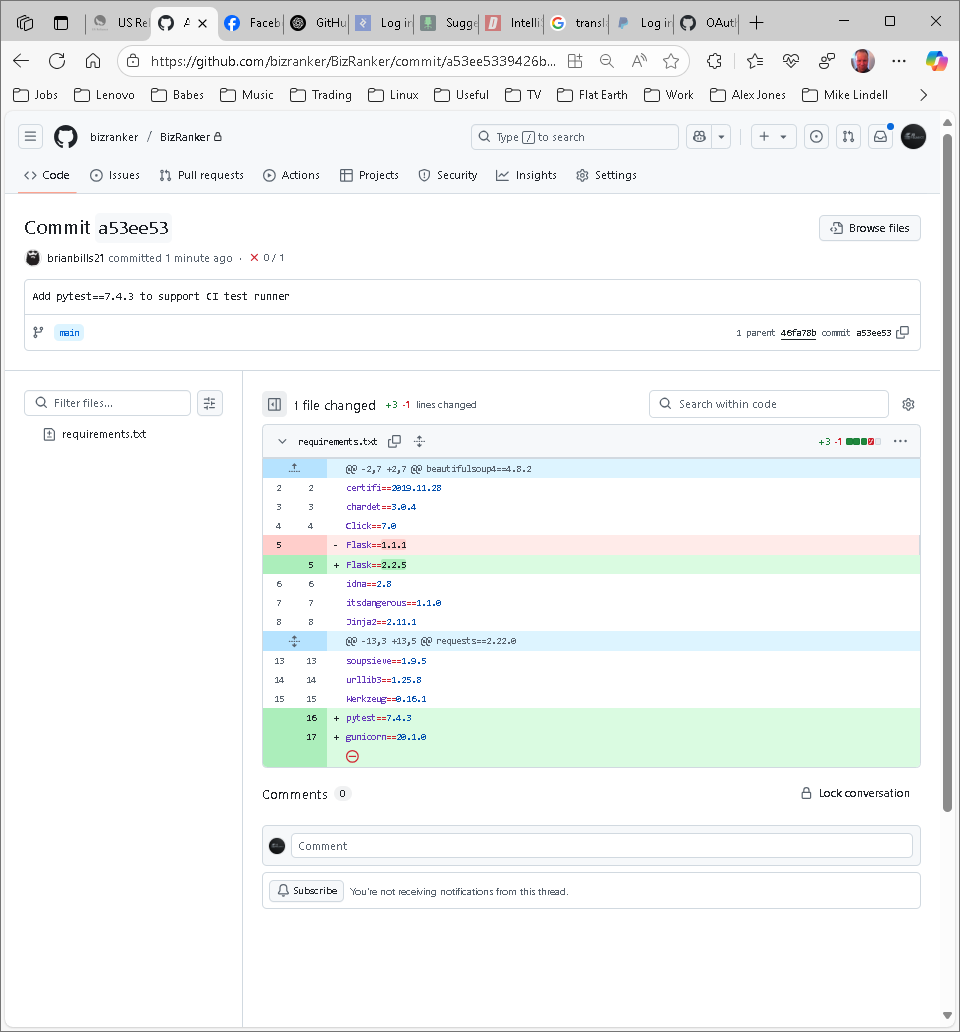 US Re
A
Faceb
GitHu
Log in
Sugge
Intelli
transl
Log in
OAut
https://github.com/bizranker/BizRanker/commit/a53ee5339426b...
Jobs Lenovo Babes Music Trading Linux Useful TV Flat Earth Work Alex Jones Mike Lindell
bizranker / BizRanker
Type / to search
Code Issues Pull requests Actions Projects Security Insights Settings
Commit a53ee53
Browse files
brianbills21 committed 1 minute ago · 0 / 1
Add pytest==7.4.3 to support CI test runner
main
1 parent 46fa78b commit a53ee53
Filter files...
requirements.txt
1 file changed +3 -1 lines changed
Search within code
requirements.txt
+3 -1
@@ -2,7 +2,7 @@ beautifulsoup4==4.8.2
2 2 certifi==2019.11.28
3 3 chardet==3.0.4
4 4 Click==7.0
5 - Flask==1.1.1
5 + Flask==2.2.5
6 6 idna==2.8
7 7 itsdangerous==1.1.0
8 8 Jinja2==2.11.1
@@ -13,3 +13,5 @@ requests==2.22.0
13 13 soupsieve==1.9.5
14 14 urllib3==1.25.8
15 15 Werkzeug==0.16.1
16 + pytest==7.4.3
17 + gunicorn==20.1.0
Comments 0
Lock conversation
Comment
Subscribe You're not receiving notifications from this thread.